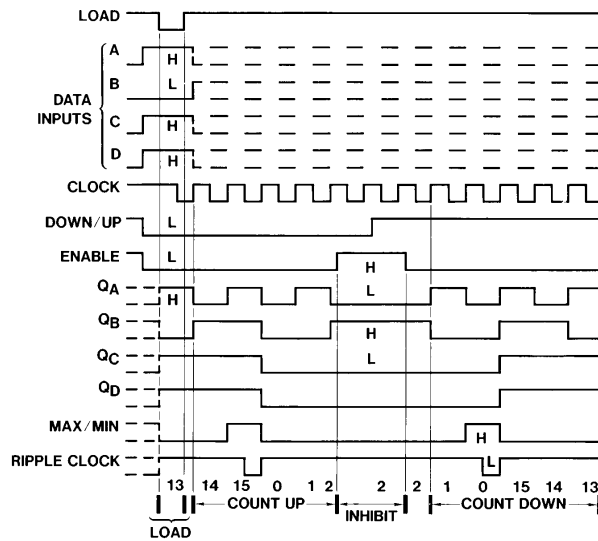 LOAD
A H
B L
DATA INPUTS
C H
D H
CLOCK
DOWN/UP L
ENABLE L H
QA H L
QB H
QC L
QD
MAX/MIN H
RIPPLE CLOCK L
13 14 15 0 1 2 2 2 1 0 15 14 13
COUNT UP INHIBIT COUNT DOWN
LOAD